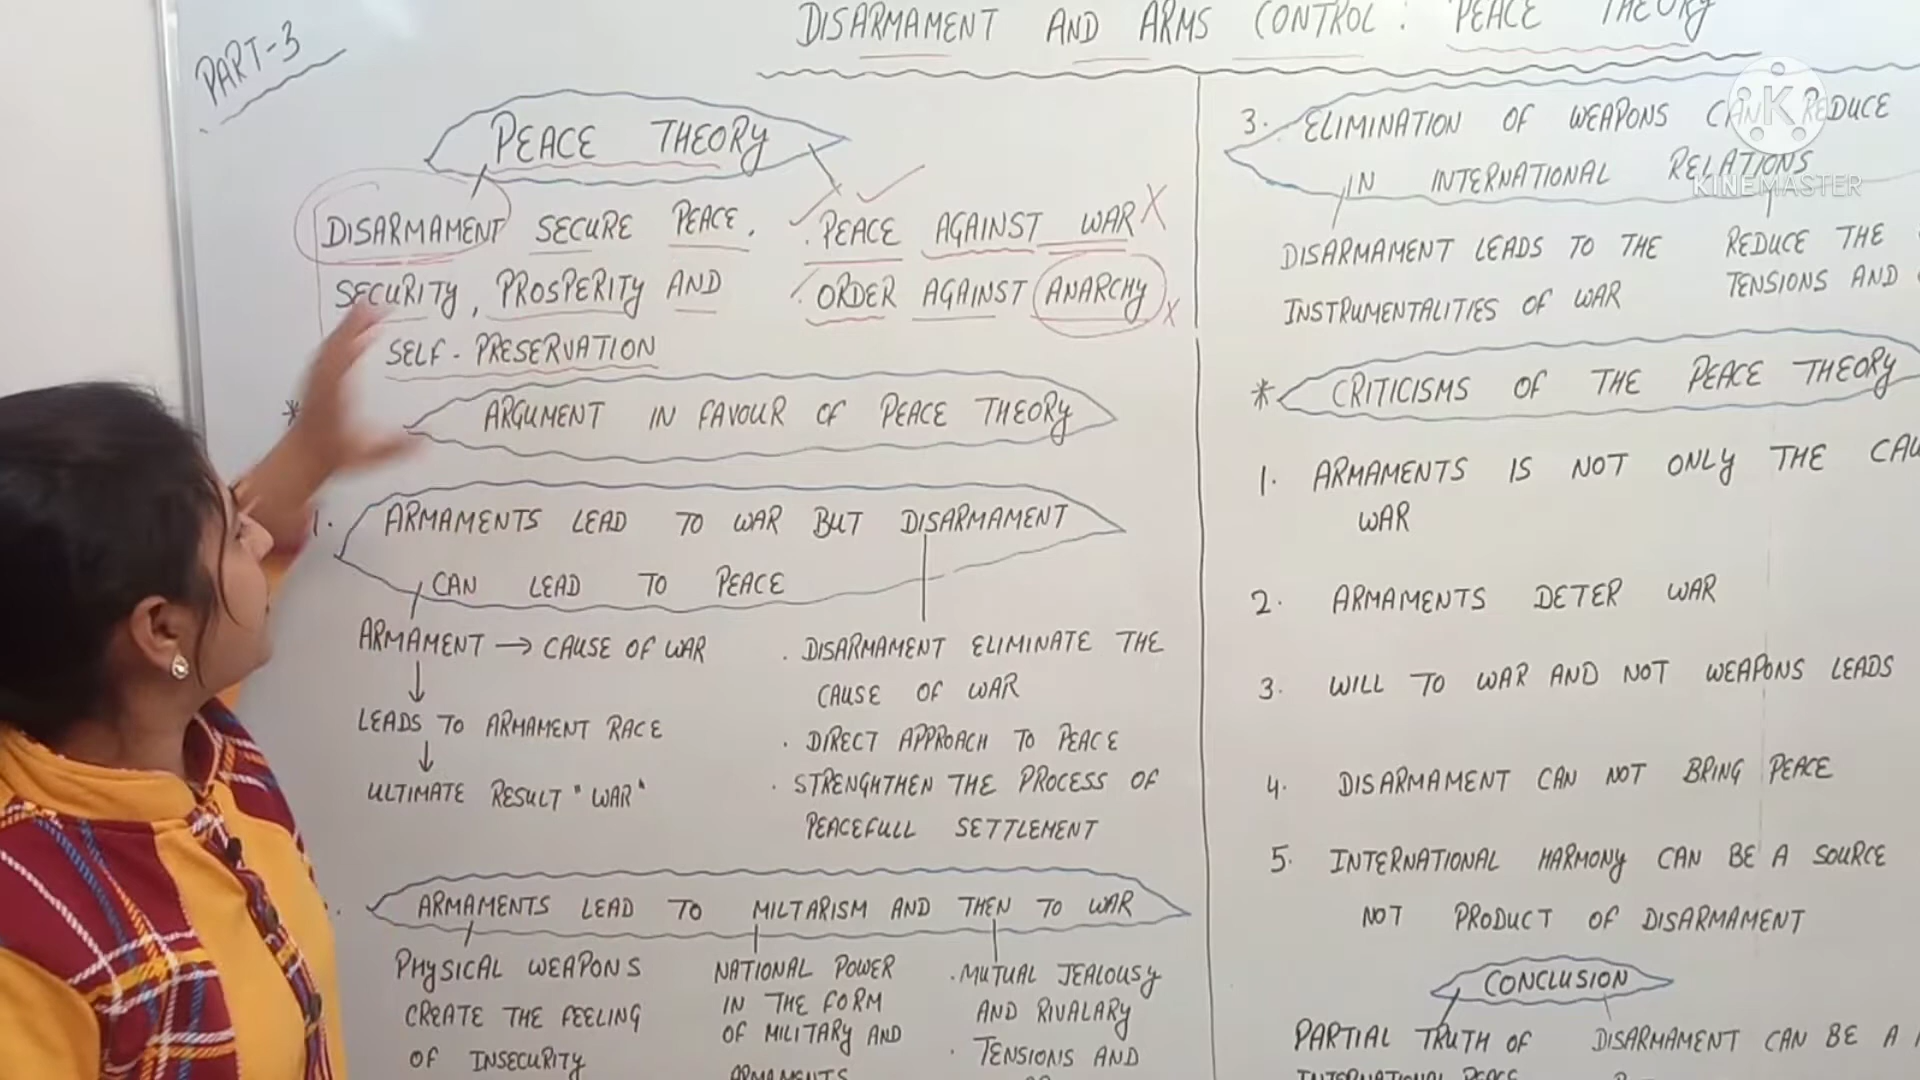 DISARMAMENT AND ARMS CONTROL : PEACE THEORY
PART-3
PEACE THEORY
DISARMAMENT SECURE PEACE,
SECURITY, PROSPERITY AND
SELF-PRESERVATION
. PEACE AGAINST WAR X
. ORDER AGAINST ANARCHY X
* ARGUMENT IN FAVOUR OF PEACE THEORY
1. ARMAMENTS LEAD TO WAR BUT DISARMAMENT
CAN LEAD TO PEACE
ARMAMENT → CAUSE OF WAR
↓
LEADS TO ARMAMENT RACE
↓
ULTIMATE RESULT "WAR"
. DISARMAMENT ELIMINATE THE
CAUSE OF WAR
. DIRECT APPROACH TO PEACE
. STRENGHTHEN THE PROCESS OF
PEACEFULL SETTLEMENT
. ARMAMENTS LEAD TO MILTARISM AND THEN TO WAR
PHYSICAL WEAPONS
CREATE THE FEELING
OF INSECURITY
NATIONAL POWER
IN THE FORM
OF MILITARY AND
ARMAMENTS
. MUTUAL JEALOUSY
AND RIVALARY
. TENSIONS AND
3. ELIMINATION OF WEAPONS CAN REDUCE
IN INTERNATIONAL RELATIONS
DISARMAMENT LEADS TO THE
INSTRUMENTALITIES OF WAR
REDUCE THE
TENSIONS AND
* CRITICISMS OF THE PEACE THEORY
1. ARMAMENTS IS NOT ONLY THE CAU
WAR
2. ARMAMENTS DETER WAR
3. WILL TO WAR AND NOT WEAPONS LEADS
4. DISARMAMENT CAN NOT BRING PEACE
5. INTERNATIONAL HARMONY CAN BE A SOURCE
NOT PRODUCT OF DISARMAMENT
CONCLUSION
PARTIAL TRUTH OF
INTERNATIONAL PEACE
DISARMAMENT CAN BE A
K
KINEMASTER